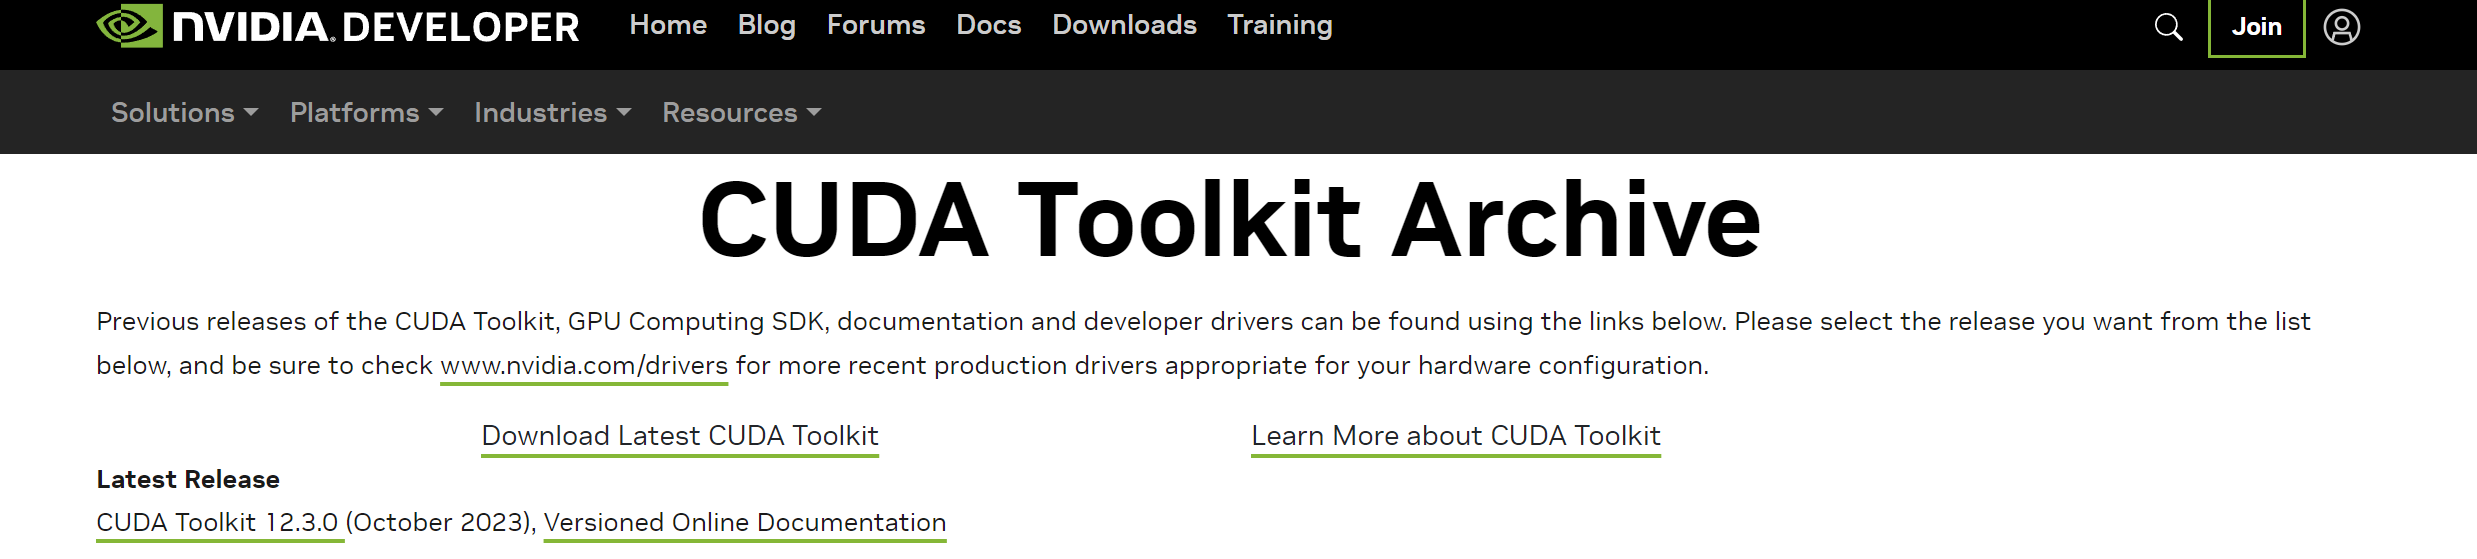 NVIDIA. DEVELOPER Home Blog Forums Docs Downloads Training Join
Solutions Platforms Industries Resources
CUDA Toolkit Archive
Previous releases of the CUDA Toolkit, GPU Computing SDK, documentation and developer drivers can be found using the links below. Please select the release you want from the list
below, and be sure to check www.nvidia.com/drivers for more recent production drivers appropriate for your hardware configuration.
Download Latest CUDA Toolkit Learn More about CUDA Toolkit
Latest Release
CUDA Toolkit 12.3.0 (October 2023), Versioned Online Documentation